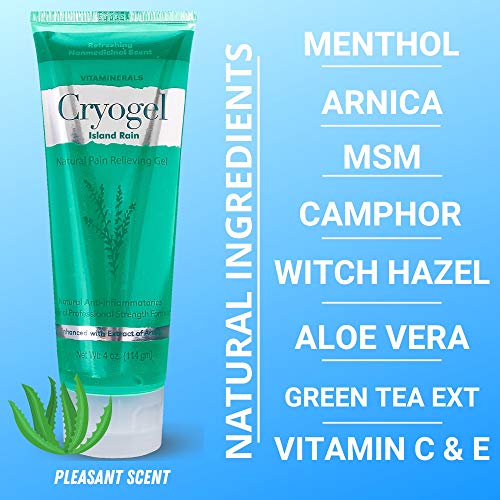 Refreshing
Nonmedicinal Scent
VITAMINERALS
Cryogel
Island Rain
Natural Pain Relieving Gel
Natural Anti-Inflammatories
Professional Strength Formula
Enhanced with Extract of Arnica
Net Wt 4 oz. (114 gm)
PLEASANT SCENT
NATURAL INGREDIENTS
MENTHOL
ARNICA
MSM
CAMPHOR
WITCH HAZEL
ALOE VERA
GREEN TEA EXT
VITAMIN C & E